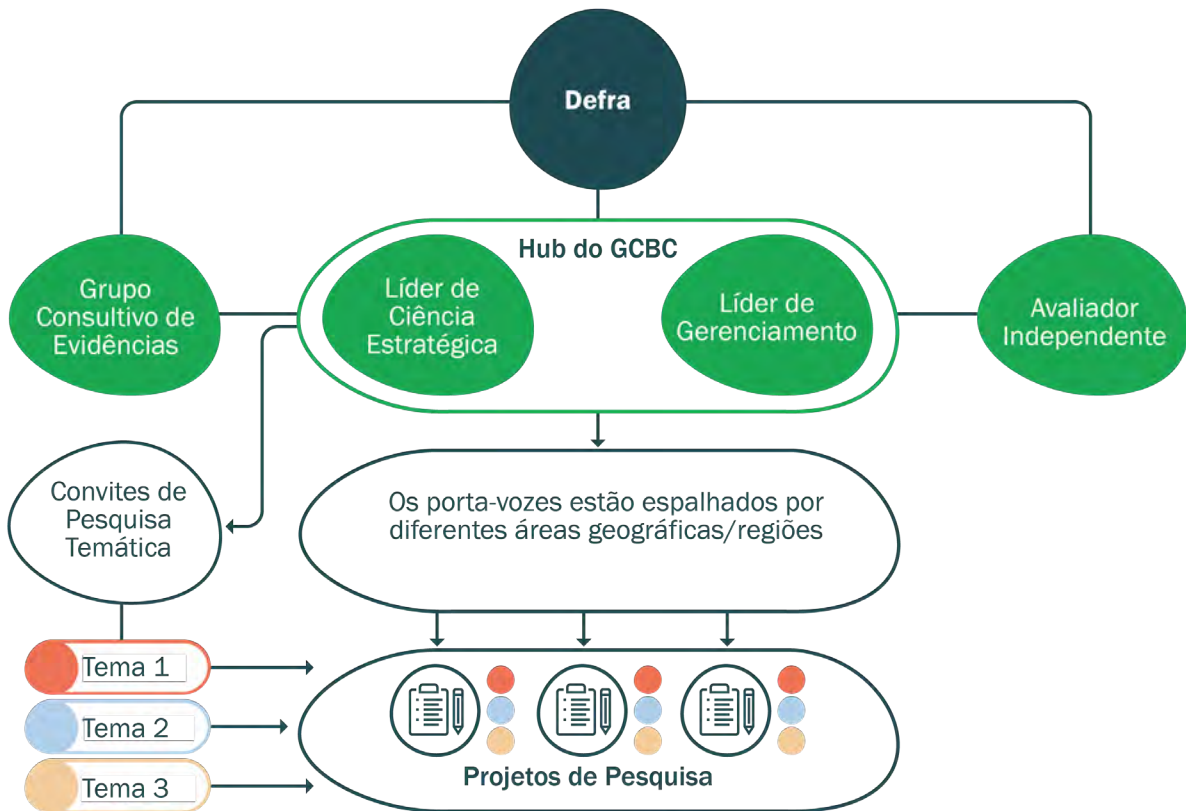 Defra
Hub do GCBC
Grupo
Consultivo de
Evidências
Líder de
Ciência
Estratégica
Líder de
Gerenciamento
Avaliador
Independente
Convites de
Pesquisa
Temática
Os porta-vozes estão espalhados por
diferentes áreas geográficas/regiões
Tema 1
Tema 2
Tema 3
Projetos de Pesquisa